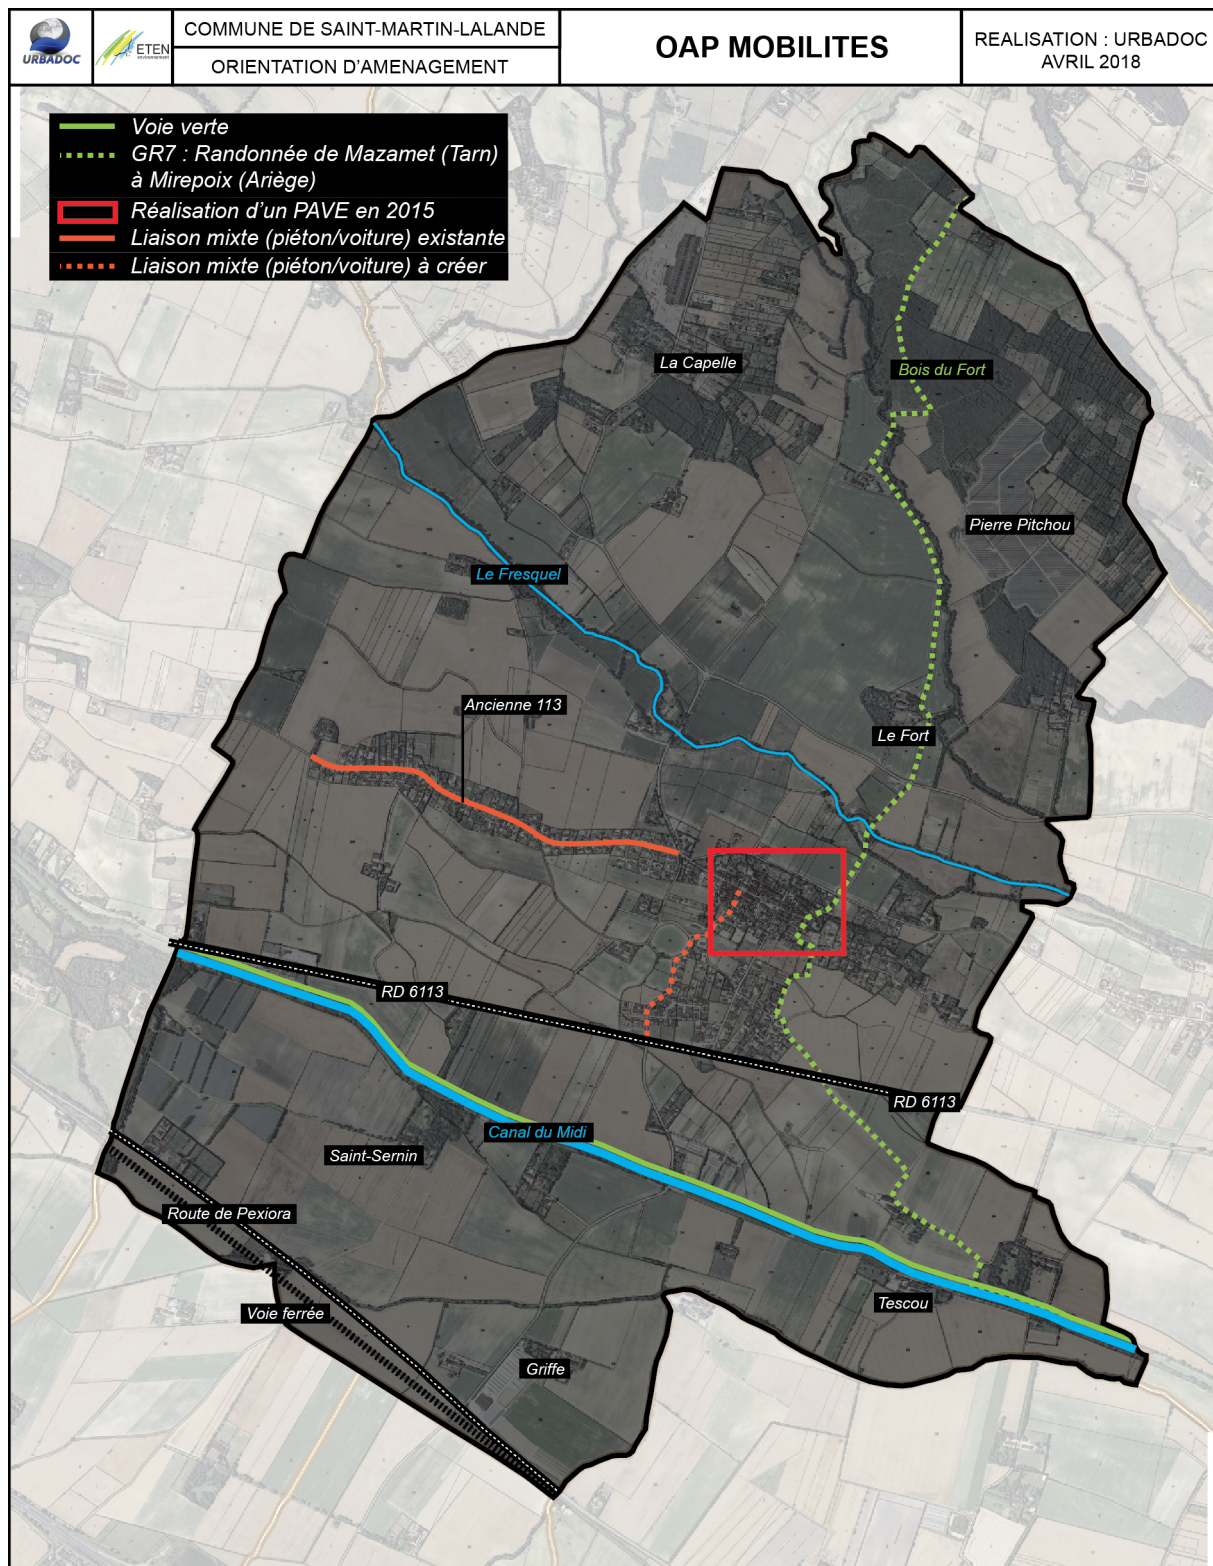 URBADOC
ETEN
environnement
COMMUNE DE SAINT-MARTIN-LALANDE
ORIENTATION D'AMENAGEMENT
OAP MOBILITES
REALISATION : URBADOC
AVRIL 2018
Voie verte
GR7 : Randonnée de Mazamet (Tarn)
à Mirepoix (Ariège)
Réalisation d'un PAVE en 2015
Liaison mixte (piéton/voiture) existante
Liaison mixte (piéton/voiture) à créer
La Capelle
Bois du Fort
Pierre Pitchou
Le Fresquel
Ancienne 113
Le Fort
RD 6113
RD 6113
Canal du Midi
Saint-Sernin
Route de Pexiora
Tescou
Voie ferrée
Griffe